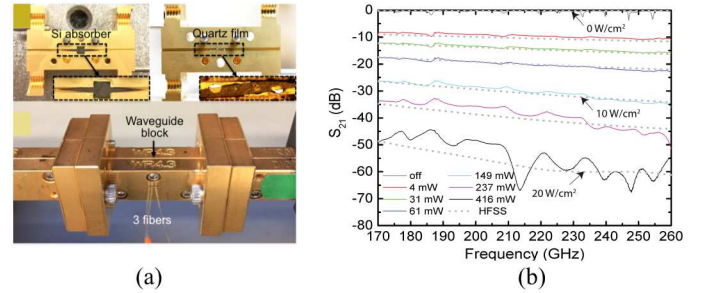 (a)
Si absorber
Quartz film
Waveguide
block
WR4.3
WR4.3
3 fibers
(a)
(b)
S21 (dB)
0
-10
-20
-30
-40
-50
-60
-70
-80
0 W/cm²
10 W/cm²
20 W/cm²
off
4 mW
31 mW
61 mW
149 mW
237 mW
416 mW
HFSS
170 180 190 200 210 220 230 240 250 260
Frequency (GHz)
(b)